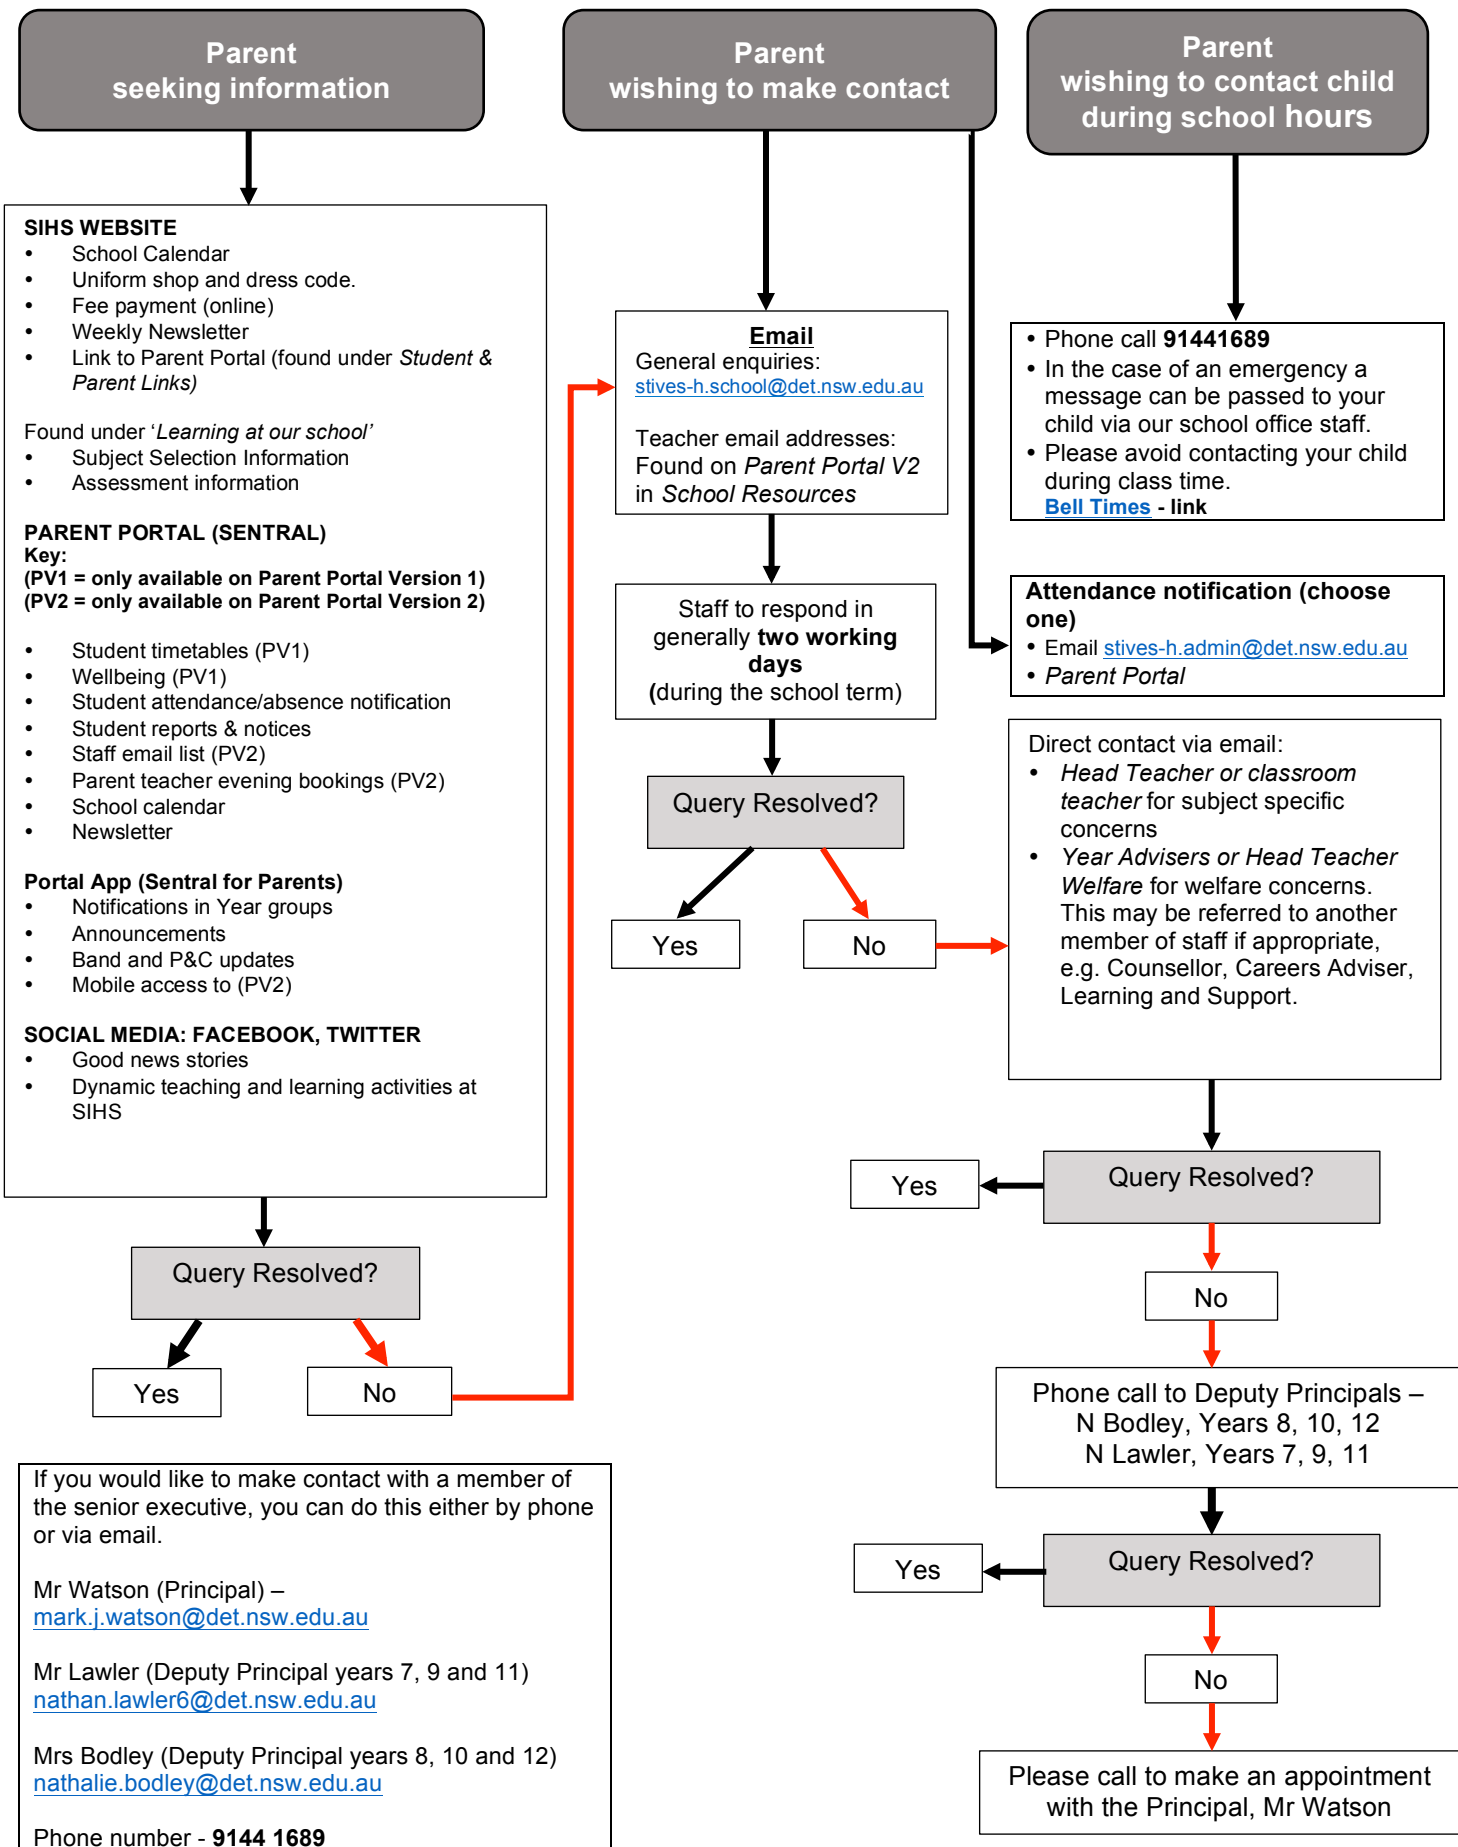 Parent
seeking information
Parent
wishing to make contact
Parent
wishing to contact child
during school hours
SIHS WEBSITE
• School Calendar
• Uniform shop and dress code.
• Fee payment (online)
• Weekly Newsletter
• Link to Parent Portal (found under Student &
Parent Links)
Found under ‘Learning at our school’
• Subject Selection Information
• Assessment information
PARENT PORTAL (SENTRAL)
Key:
(PV1 = only available on Parent Portal Version 1)
(PV2 = only available on Parent Portal Version 2)
• Student timetables (PV1)
• Wellbeing (PV1)
• Student attendance/absence notification
• Student reports & notices
• Staff email list (PV2)
• Parent teacher evening bookings (PV2)
• School calendar
• Newsletter
Portal App (Sentral for Parents)
• Notifications in Year groups
• Announcements
• Band and P&C updates
• Mobile access to (PV2)
SOCIAL MEDIA: FACEBOOK, TWITTER
• Good news stories
• Dynamic teaching and learning activities at
SIHS
Query Resolved?
Yes
No
If you would like to make contact with a member of
the senior executive, you can do this either by phone
or via email.
Mr Watson (Principal) –
mark.j.watson@det.nsw.edu.au
Mr Lawler (Deputy Principal years 7, 9 and 11)
nathan.lawler6@det.nsw.edu.au
Mrs Bodley (Deputy Principal years 8, 10 and 12)
nathalie.bodley@det.nsw.edu.au
Phone number - 9144 1689
Email
General enquiries:
stives-h.school@det.nsw.edu.au
Teacher email addresses:
Found on Parent Portal V2
in School Resources
Staff to respond in
generally two working
days
(during the school term)
Query Resolved?
Yes
No
• Phone call 91441689
• In the case of an emergency a
message can be passed to your
child via our school office staff.
• Please avoid contacting your child
during class time.
Bell Times - link
Attendance notification (choose
one)
• Email stives-h.admin@det.nsw.edu.au
• Parent Portal
Direct contact via email:
• Head Teacher or classroom
teacher for subject specific
concerns
• Year Advisers or Head Teacher
Welfare for welfare concerns.
This may be referred to another
member of staff if appropriate,
e.g. Counsellor, Careers Adviser,
Learning and Support.
Query Resolved?
Yes
No
Phone call to Deputy Principals –
N Bodley, Years 8, 10, 12
N Lawler, Years 7, 9, 11
Query Resolved?
Yes
No
Please call to make an appointment
with the Principal, Mr Watson